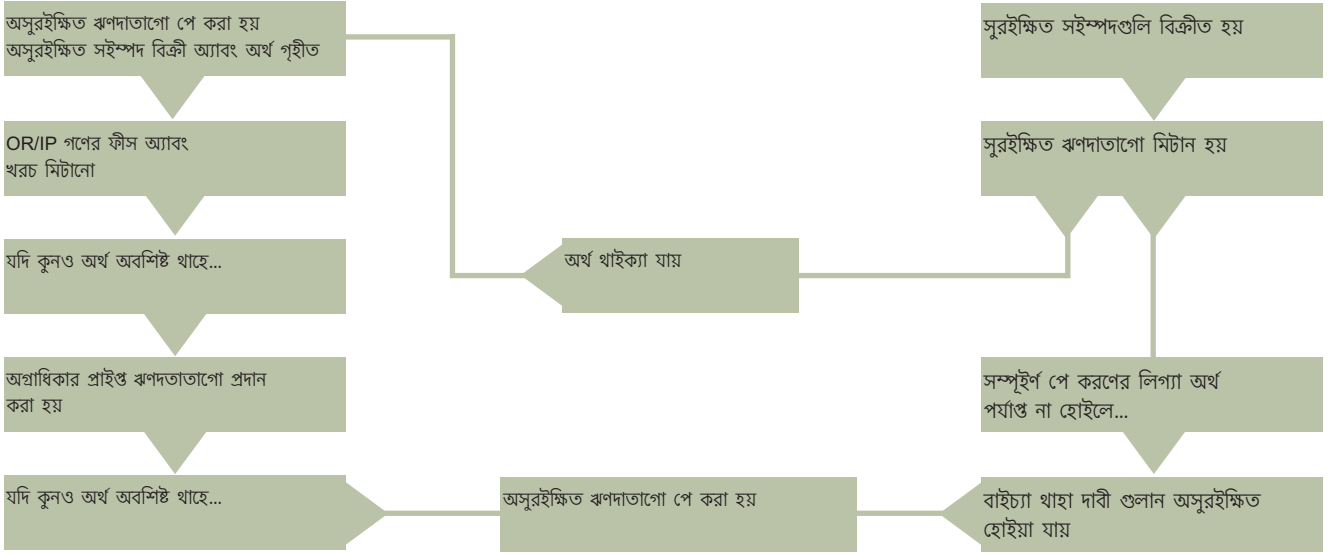 অসুরইক্ষিত ঋণদাতাগো পে করা হয়
অসুরইক্ষিত সইম্পদ বিক্রী অ্যাবং অর্থ গৃহীত
OR/IP গণের ফীস অ্যাবং
খরচ মিটানো
যদি কুনও অর্থ অবশিষ্ট থাহে...
অগ্রাধিকার প্রাইপ্ত ঋণদতাতাগো প্রদান
করা হয়
যদি কুনও অর্থ অবশিষ্ট থাহে...
অর্থ থাইক্যা যায়
অসুরইক্ষিত ঋণদাতাগো পে করা হয়
সুরইক্ষিত সইম্পদগুলি বিক্রীত হয়
সুরইক্ষিত ঋণদাতাগো মিটান হয়
সম্পূইর্ণ পে করণের লিগ্যা অর্থ
পর্যাপ্ত না হোইলে...
বাইচ্যা থাহা দাবী গুলান অসুরইক্ষিত
হোইয়া যায়